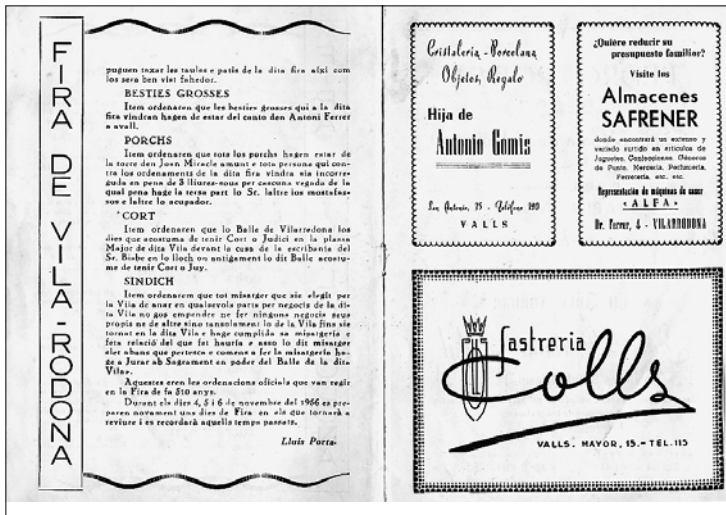 FIRA DE VILA-RODONA
puguen taxar les taules e patis de la dita fira aixi com
los sera ben vist fahedor.
BESTIES GROSSES
Item ordenaren que les besties grosses qui a la dita
fira vindran hagen de estar del canto den Antoni Ferrer
a avall.
PORCHS
Item ordenaren que tots los porchs hagen estar de
la torre den Joan Miracle amunt e tota persona qui con-
tra los ordenaments de la dita fira vindra sia incorre-
guda en pena de 3 lliures-sous per cascuna vegada de la
qual pena hage la tersa part lo Sr. laltre los mostafas-
sos e laltre lo acupador.
CORT
Item ordenaren que lo Balle de Vilarrodona los
dies que acostuma de tenir Cort o Judici en la plassa
Major de dita Vila devant la casa de la escribania del
Sr. Bisbe en lo lloch on antigament lo dit Balle acostu-
me de tenir Cort o Juy.
SINDICH
Item ordenarem que tot misatger que sie elegit per
la Vila de anar en qualsevols parts per negocis de la di-
ta Vila no gos empendre ne fer ninguns negocis seus
propis ne de altre sino tansolament lo de la Vila fins sie
tornat en la dita Vila e hage complida sa misatgeria e
feta relació del que fet hauria e asso lo dit misatger
eler abans que pertesca e comens a fer la misatgeria ha-
ge a Jurar ab Sagrament en poder del Balle de la dita
Vila».
Aquestes eren les ordenacions oficials que van regir
en la Fira de fa 310 anys.
Durant els dies 4, 5 i 6 de novembre del 1966 es pre-
paren novament uns dies de Fira en els que tornarà a
reviure i es recordarà aquells temps passats.
Lluís Porta-
Cristaleria - Porcelana
Objetos Regalo
Hija de
Antonio Gomis
San Antonio, 25 - Teléfono 190
VALLS
¿Quiere reducir su
presupuesto familiar?
Visite los
Almacenes
SAFRENER
donde encontrará un extenso y
variado surtido en artículos de
Juguetes, Confecciones, Géneros
de Punto, Mercería, Perfumería,
Ferretería, etc. etc.
Representación de máquinas de coser
«ALFA»
Dr. Ferrer, 4 - VILARRODONA
Sastreria
Colls
VALLS. MAYOR, 15.- TEL. 115